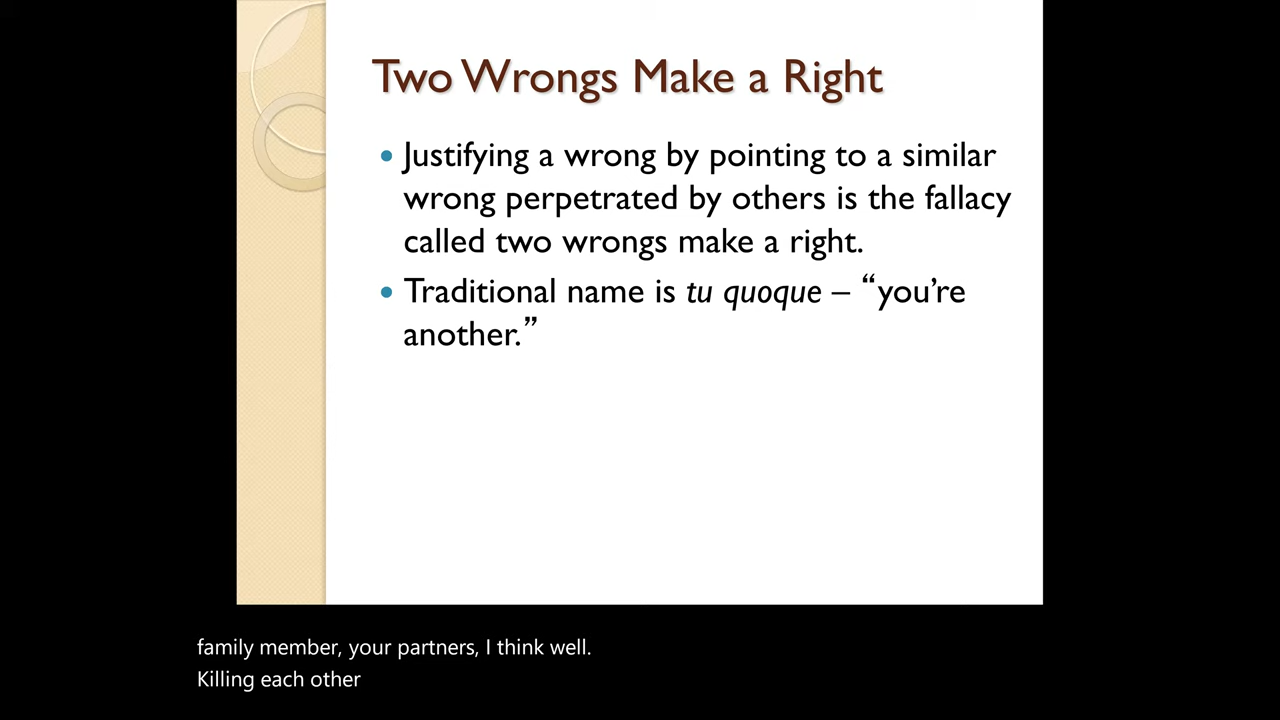 Two Wrongs Make a Right
• Justifying a wrong by pointing to a similar
wrong perpetrated by others is the fallacy
called two wrongs make a right.
• Traditional name is tu quoque – “you’re
another.”
family member, your partners, I think well.
Killing each other